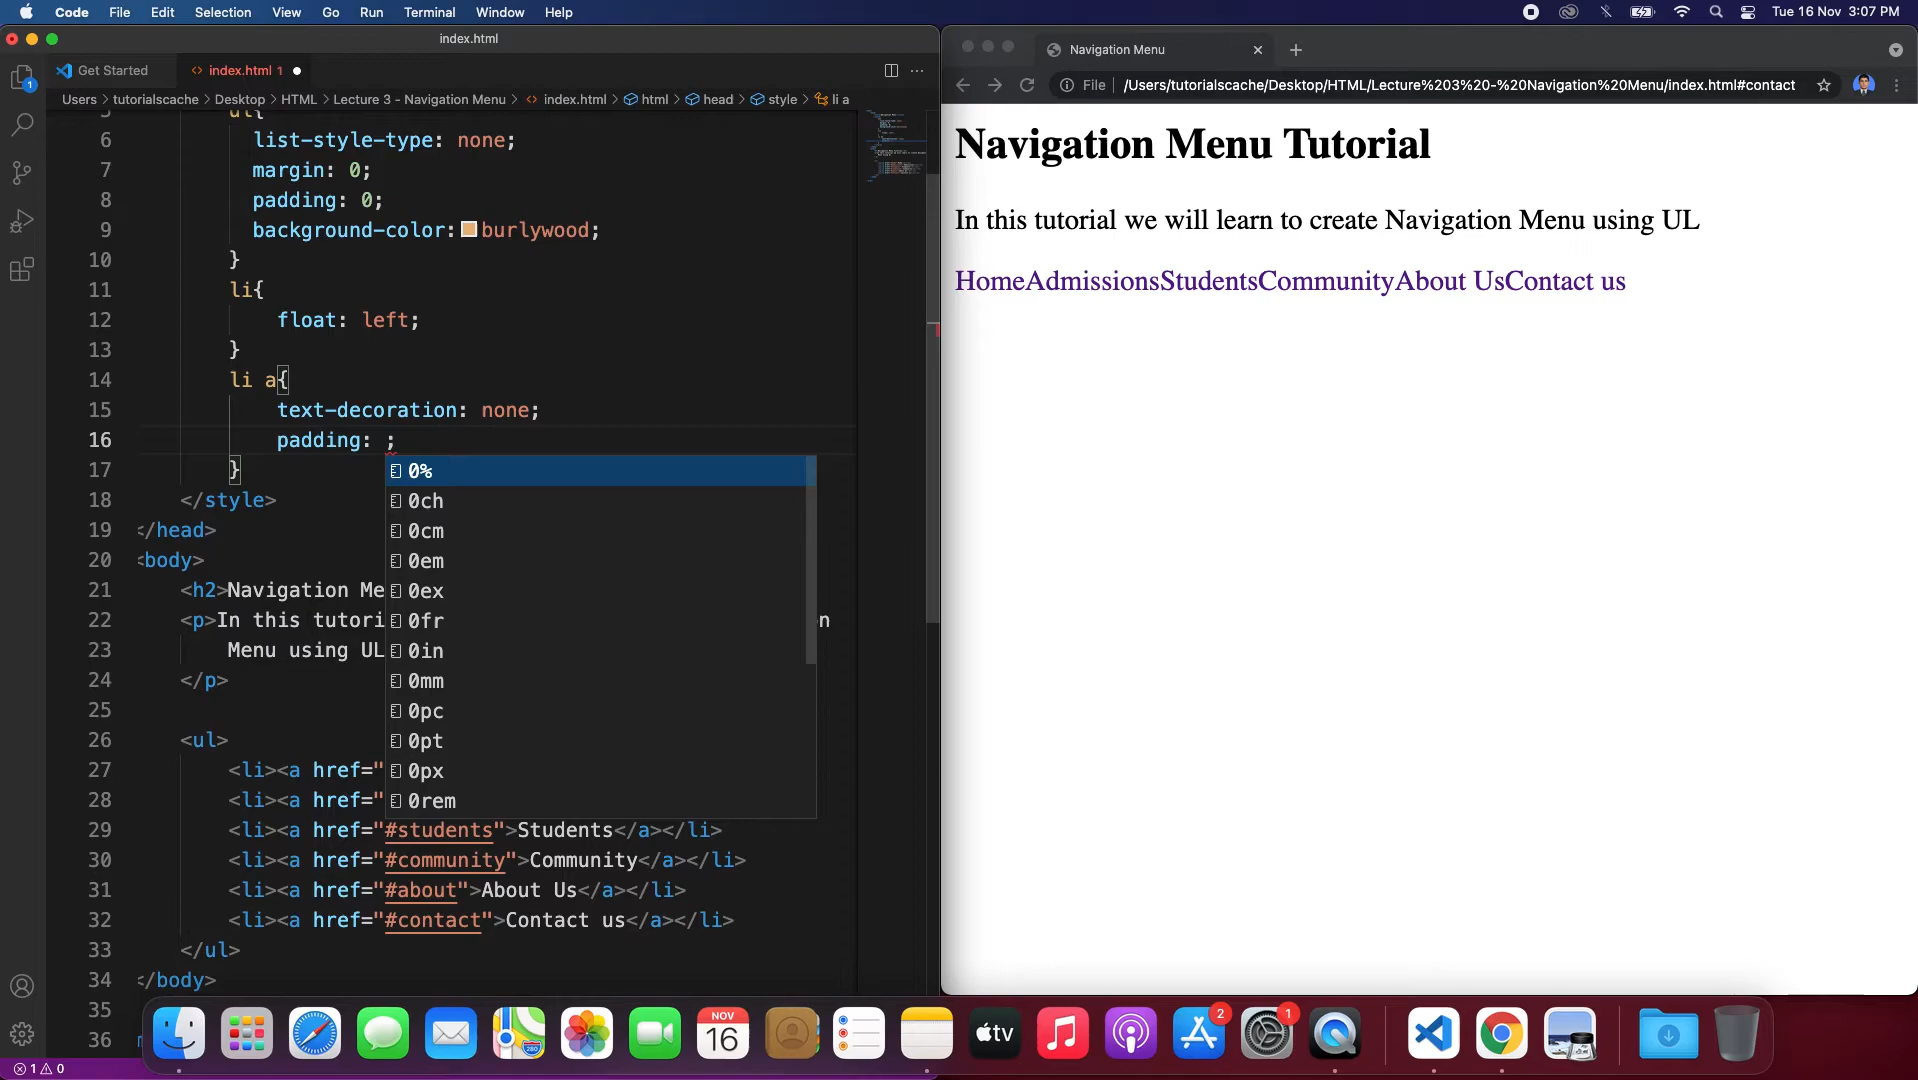 Code File Edit Selection View Go Run Terminal Window Help
Tue 16 Nov 3:07 PM
index.html
Get Started
index.html 1
Users > tutorialscache > Desktop > HTML > Lecture 3 - Navigation Menu > index.html > html > head > style > li a
5 ul{
6 list-style-type: none;
7 margin: 0;
8 padding: 0;
9 background-color: burlywood;
10 }
11 li{
12 float: left;
13 }
14 li a{
15 text-decoration: none;
16 padding: ;
17 }
18 </style>
19 </head>
20 <body>
21 <h2>Navigation Me
22 <p>In this tutori
n
23 Menu using UL
24 </p>
25
26 <ul>
27 <li><a href="
28 <li><a href="
29 <li><a href="#students">Students</a></li>
30 <li><a href="#community">Community</a></li>
31 <li><a href="#about">About Us</a></li>
32 <li><a href="#contact">Contact us</a></li>
33 </ul>
34 </body>
35
36
0%
0ch
0cm
0em
0ex
0fr
0in
0mm
0pc
0pt
0px
0rem
1
1 0
Navigation Menu
File
/Users/tutorialscache/Desktop/HTML/Lecture%203%20-%20Navigation%20Menu/index.html#contact
Navigation Menu Tutorial
In this tutorial we will learn to create Navigation Menu using UL
HomeAdmissionsStudentsCommunityAbout UsContact us
280
NOV
16
tv
2
1